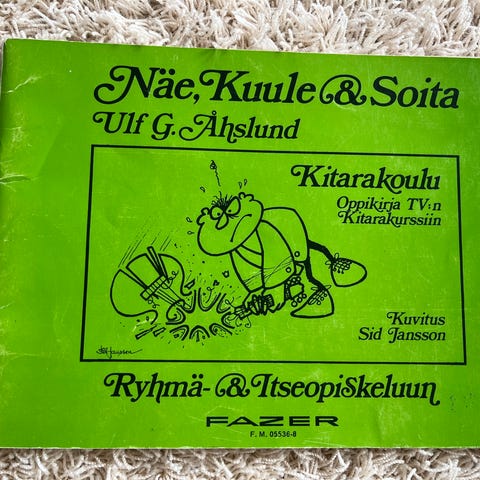 Näe, Kuule & Soita
Ulf G. Åhslund
Kitarakoulu
Oppikirja TV:n
Kitarakurssiin
Kuvitus
Sid Jansson
Ryhmä- & Itseopiskeluun
FAZER
F. M. 05536-8